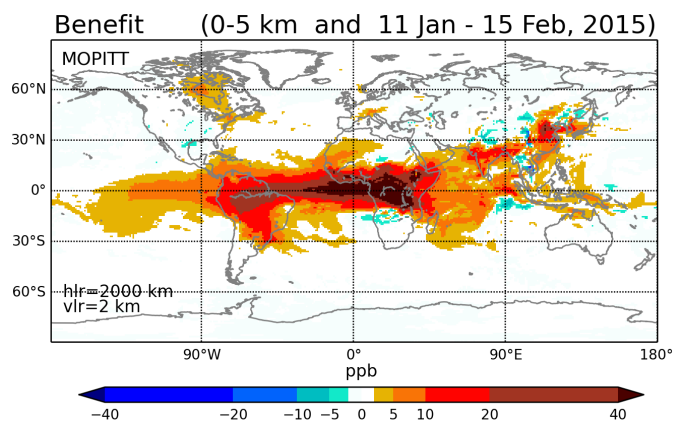 Benefit (0-5 km and 11 Jan - 15 Feb, 2015)
MOPITT
60°N
30°N
0°
30°S
60°S
hlr=2000 km
vlr=2 km
90°W 0° 90°E 180°
ppb
−40 −20 −10 −5 0 5 10 20 40